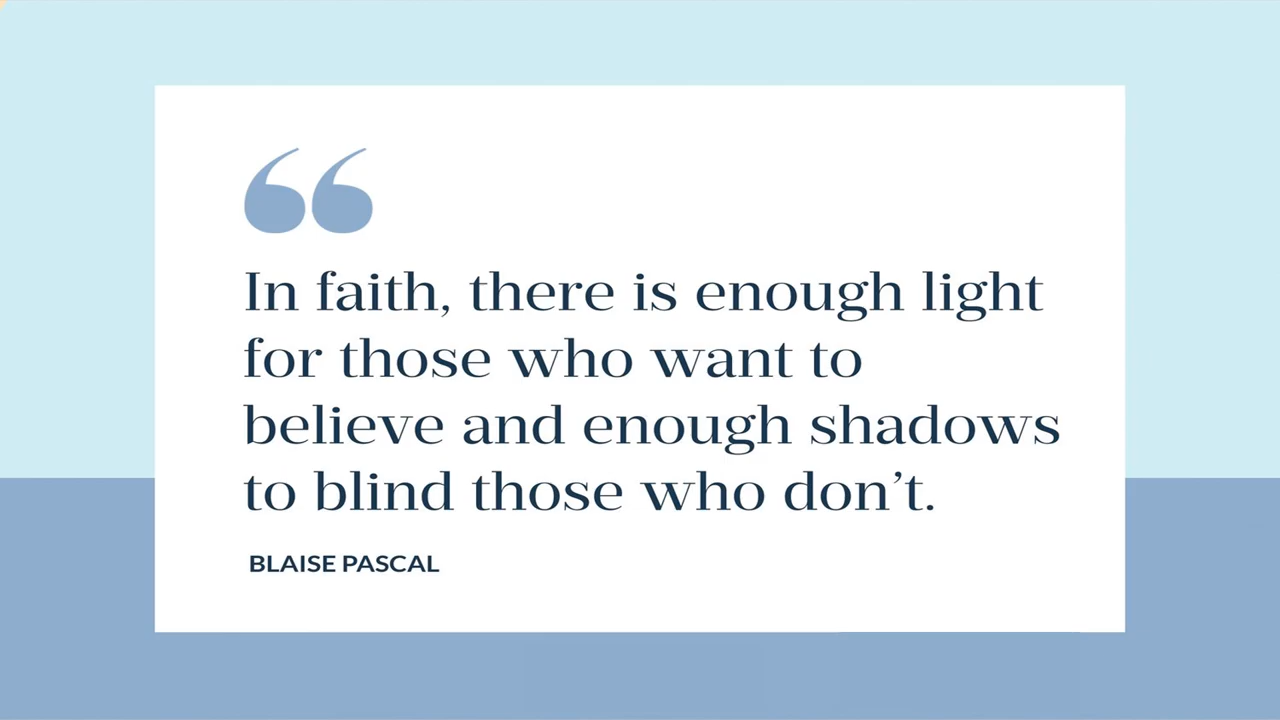 “
In faith, there is enough light
for those who want to
believe and enough shadows
to blind those who don’t.
BLAISE PASCAL